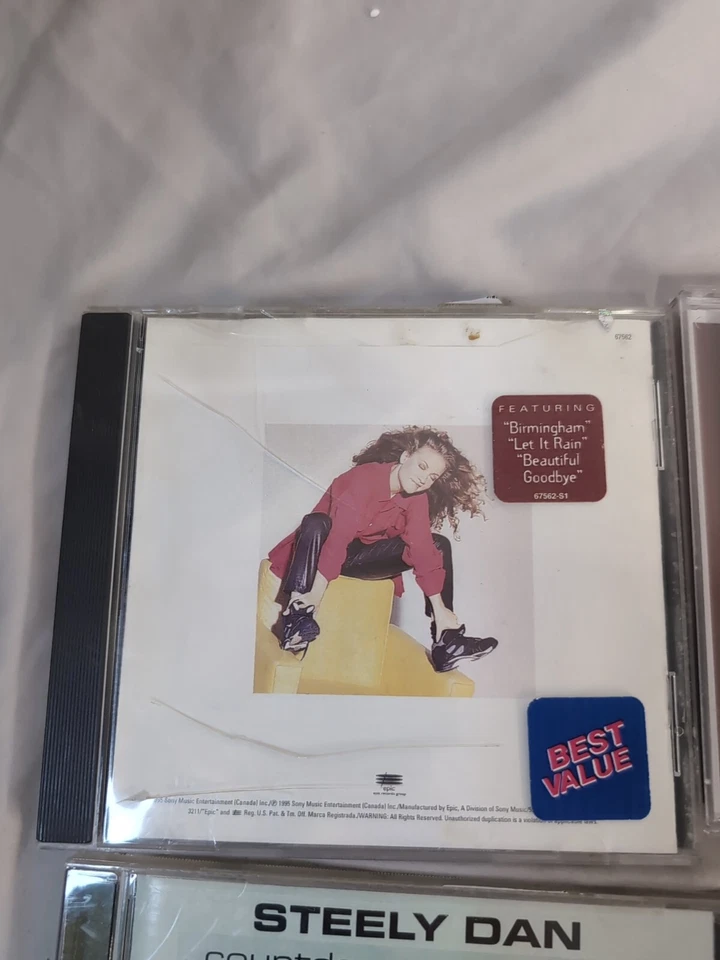 67562
FEATURING
"Birmingham"
"Let It Rain"
"Beautiful
Goodbye"
67562-S1
BEST
VALUE
epic
Sony Music Entertainment (Canada) Inc./℗ 1995 Sony Music Entertainment (Canada) Inc./Manufactured by Epic, A Division of Sony Music
3211/"Epic" and Reg. U.S. Pat. & Tm. Off. Marca Registrada./WARNING: All Rights Reserved. Unauthorized duplication is a violation of applicable laws.
STEELY DAN